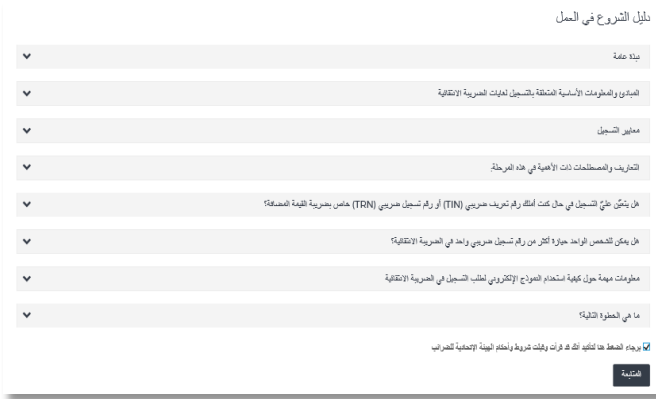 دليل الشروع في العمل
نبذة عامة
المبادئ والمعلومات الأساسية المتعلقة بالتسجيل لغايات الضريبة الانتقائية
معايير التسجيل
التعاريف والمصطلحات ذات الأهمية في هذه المرحلة.
هل يتعيَّن عليَّ التسجيل في حال كنت أملك رقم تعريف ضريبي (TIN) أو رقم تسجيل ضريبي (TRN) خاص بضريبة القيمة المضافة؟
هل يمكن للشخص الواحد حيازة أكثر من رقم تسجيل ضريبي واحد في الضريبة الانتقائية؟
معلومات مهمة حول كيفية استخدام النموذج الإلكتروني لطلب التسجيل في الضريبة الانتقائية
ما هي الخطوة التالية؟
برجاء الضغط هنا لتأكيد أنك قد قرأت وقبلت شروط وأحكام الهيئة الإتحادية للضرائب
المتابعة